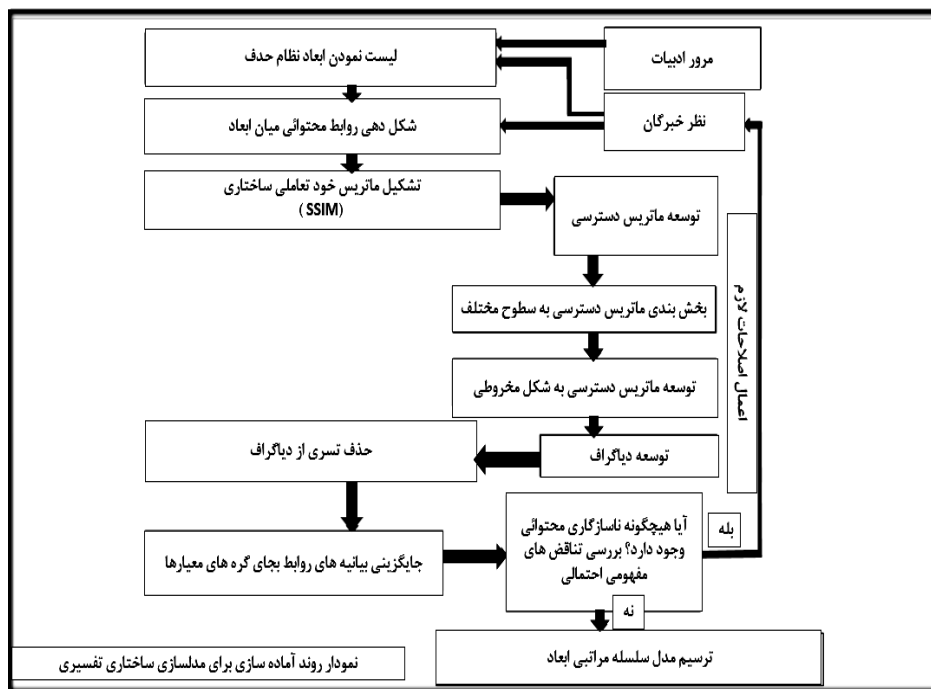 مرور ادبیات
لیست نمودن ابعاد نظام حدف
نظر خبرگان
شکل دهی روابط محتوائی میان ابعاد
تشکیل ماتریس خود تعاملی ساختاری
(SSIM)
توسعه ماتریس دسترسی
بخش بندی ماتریس دسترسی به سطوح مختلف
توسعه ماتریس دسترسی به شکل مخروطی
توسعه دیاگراف
حذف تسری از دیاگراف
جایگزینی بیانیه های روابط بجای گره های معیارها
آیا هیچگونه ناسازگاری محتوائی
وجود دارد؟ بررسی تناقض های
مفهومی احتمالی
بله
اعمال اصلاحات لازم
نه
ترسیم مدل سلسله مراتبی ابعاد
نمودار روند آماده سازی برای مدلسازی ساختاری تفسیری